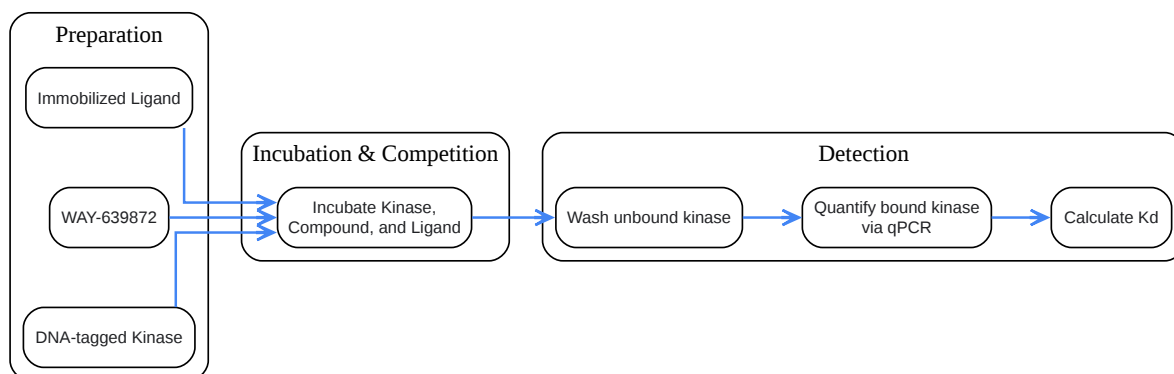 Preparation
Immobilized Ligand
WAY-639872
DNA-tagged Kinase
Incubation & Competition
Incubate Kinase,
Compound, and Ligand
Detection
Wash unbound kinase
Quantify bound kinase
via qPCR
Calculate Kd